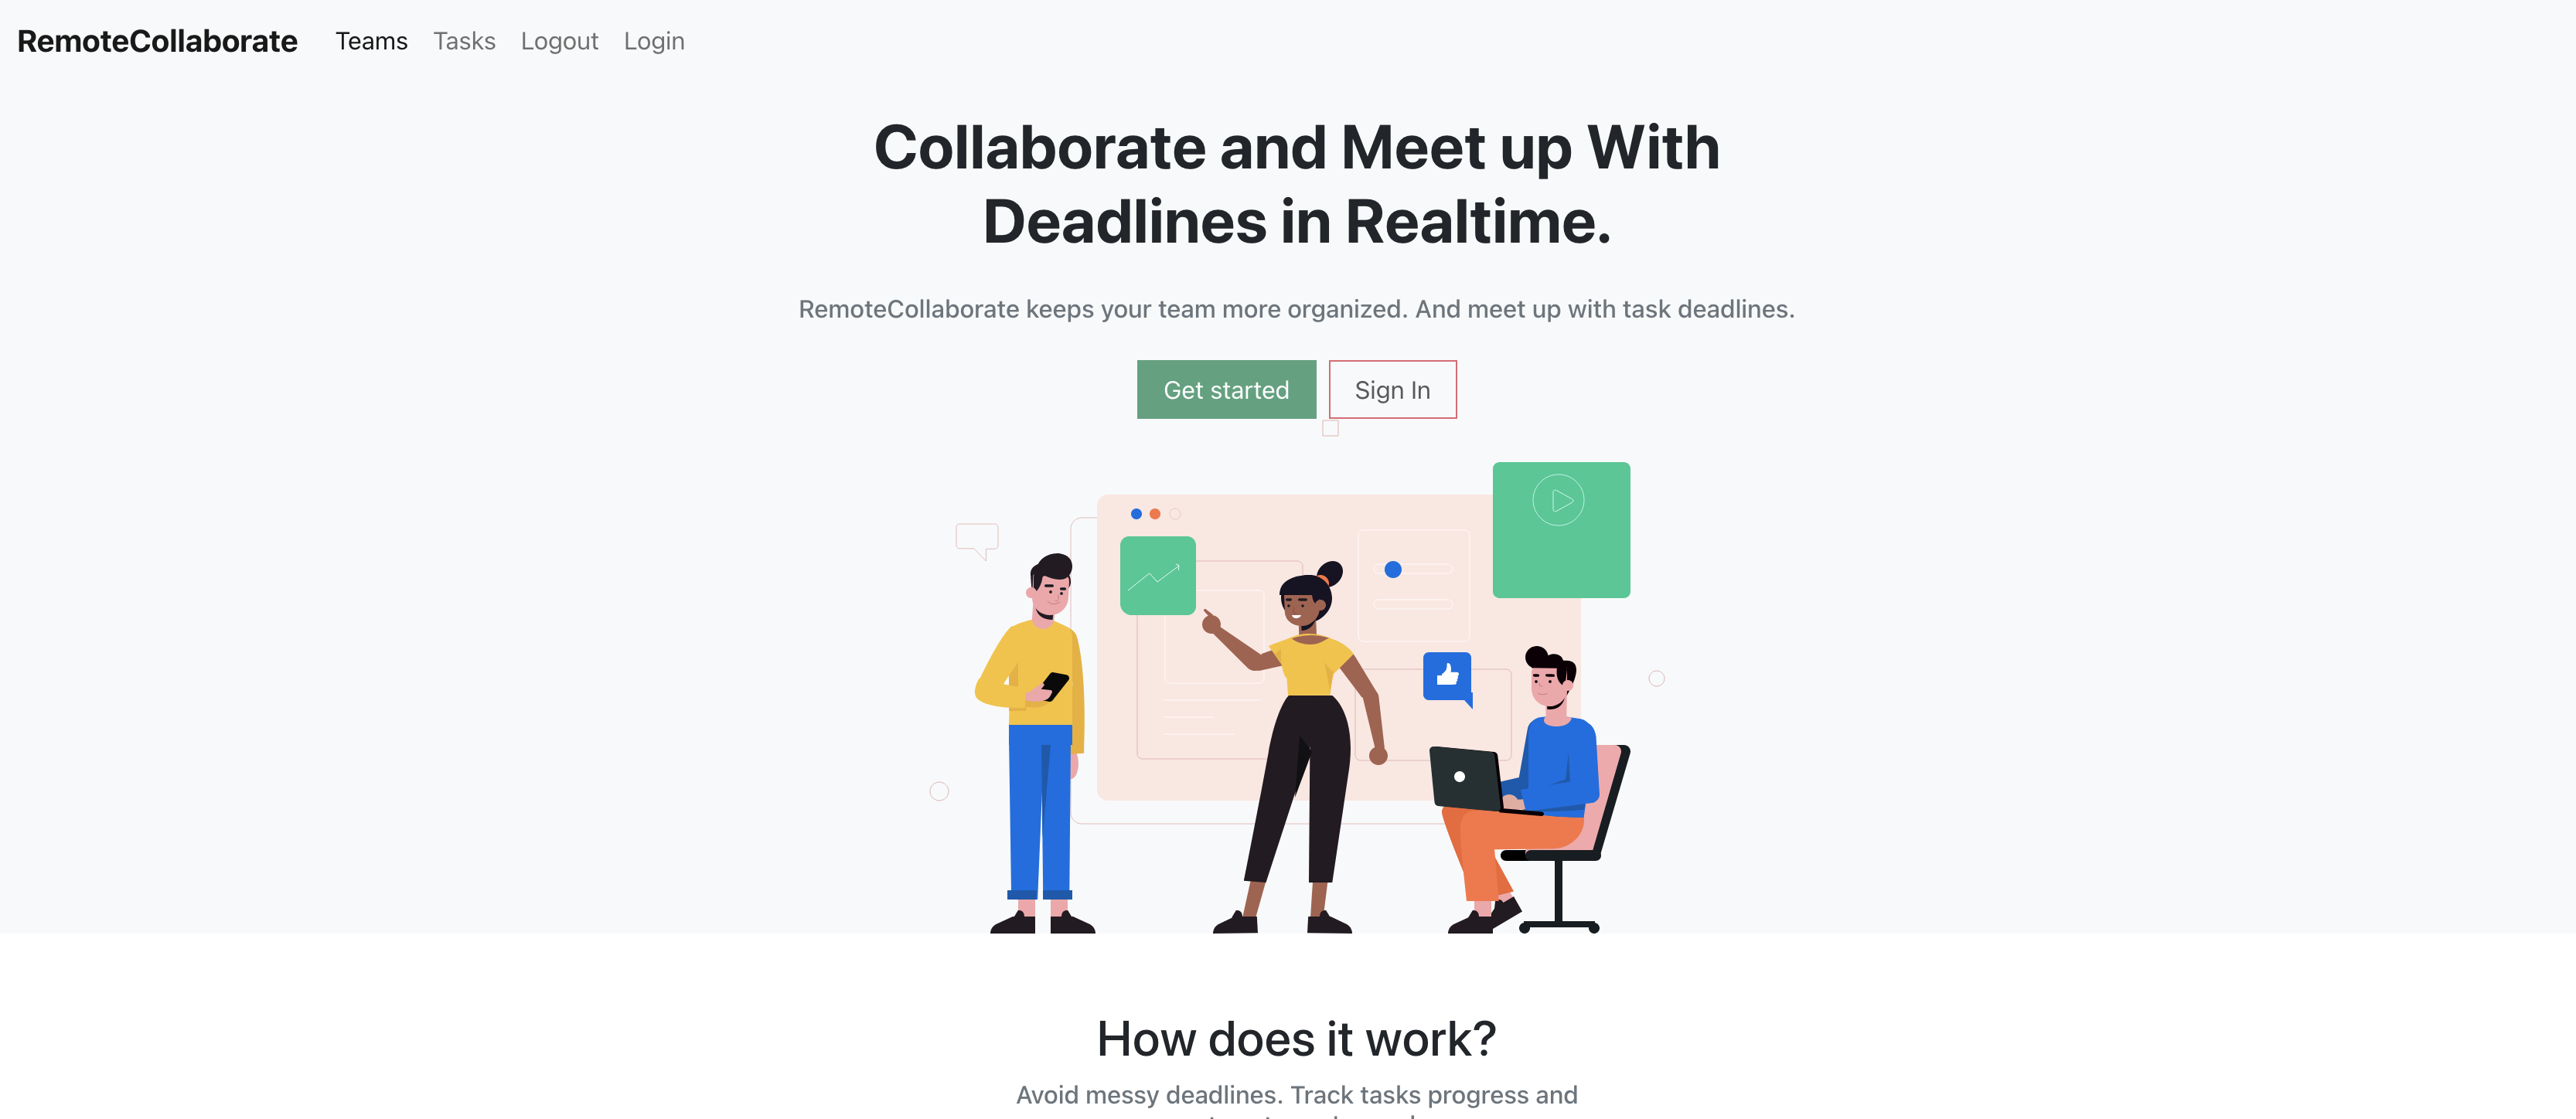 RemoteCollaborate Teams Tasks Logout Login
Collaborate and Meet up With
Deadlines in Realtime.
RemoteCollaborate keeps your team more organized. And meet up with task deadlines.
Get started Sign In
How does it work?
Avoid messy deadlines. Track tasks progress and